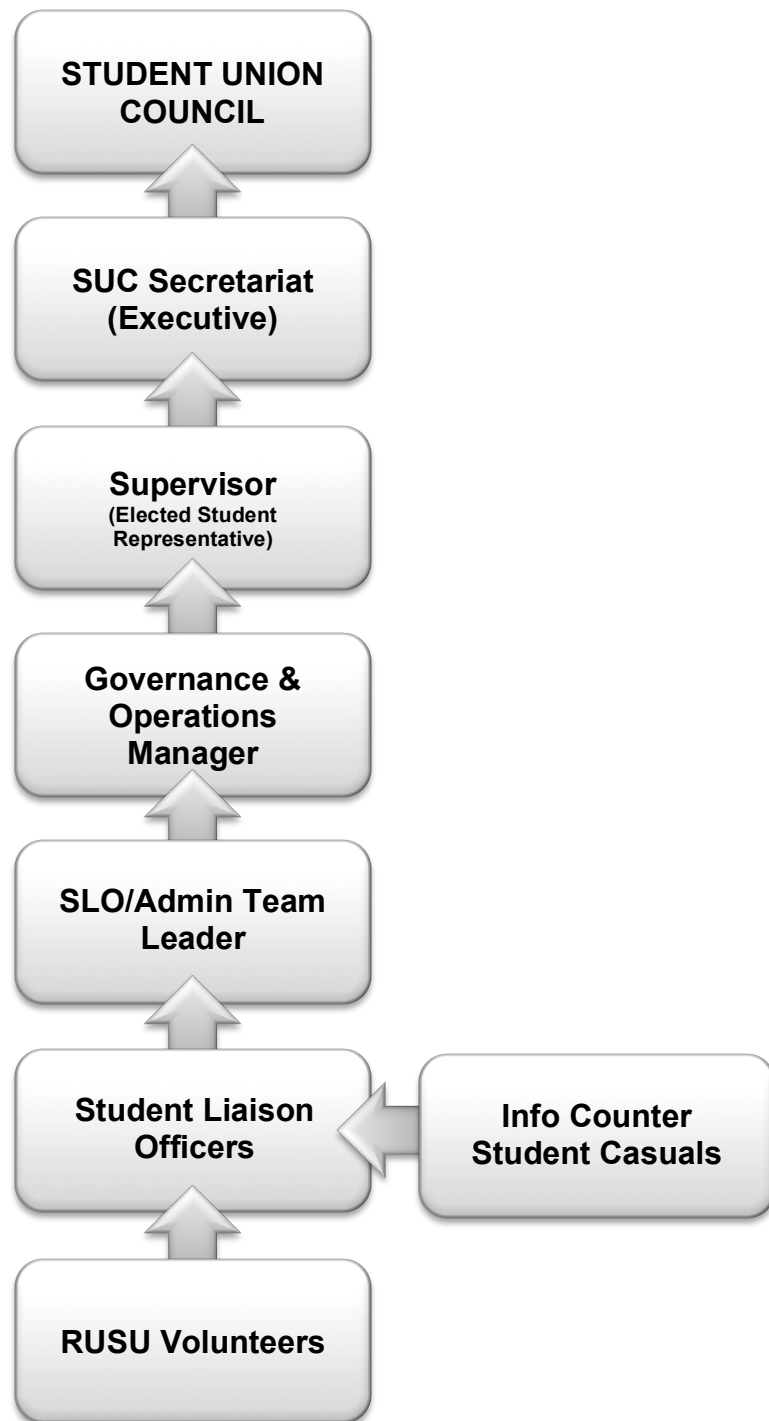 STUDENT UNION
COUNCIL
SUC Secretariat
(Executive)
Supervisor
(Elected Student
Representative)
Governance &
Operations
Manager
SLO/Admin Team
Leader
Student Liaison
Officers
Info Counter
Student Casuals
RUSU Volunteers